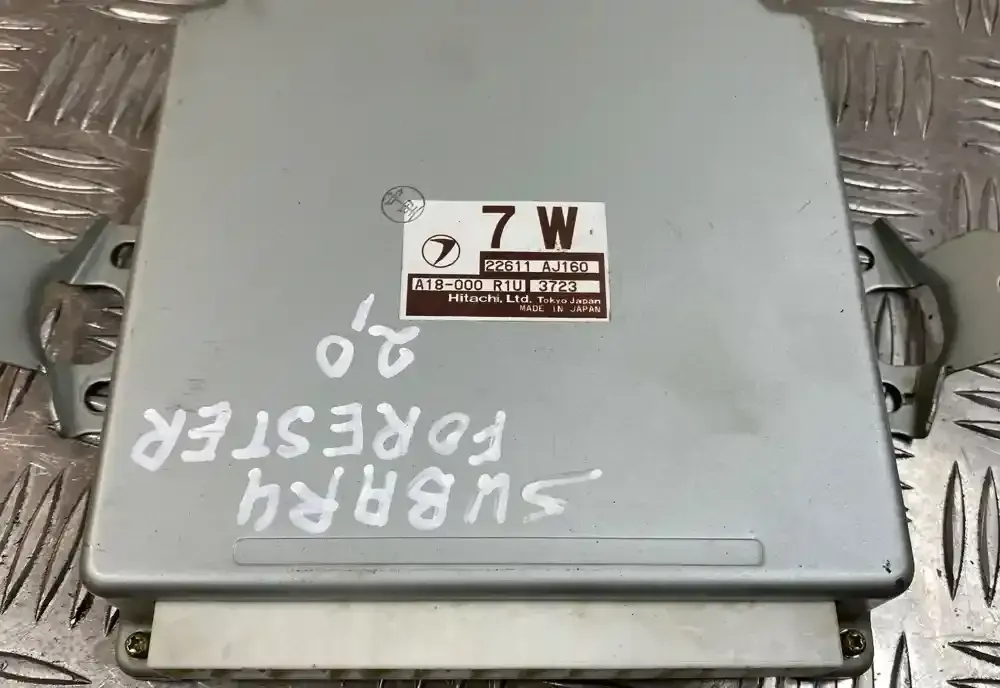 7 W
22611 AJ160
A18-000 R1U 3723
Hitachi, Ltd. Tokyo Japan
MADE IN JAPAN
SUBARU
FORESTER
2,0